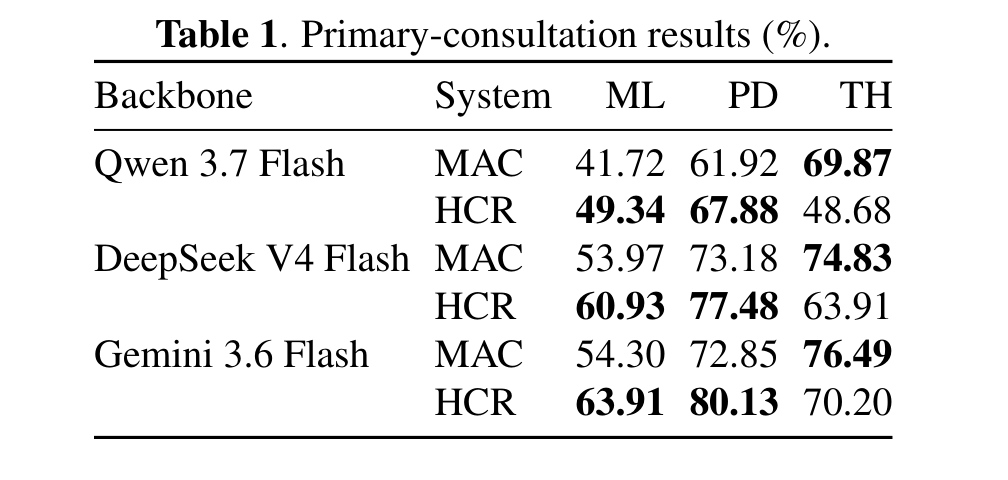 Table 1. Primary-consultation results (%).
Backbone System ML PD TH
Qwen 3.7 Flash MAC 41.72 61.92 69.87
HCR 49.34 67.88 48.68
DeepSeek V4 Flash MAC 53.97 73.18 74.83
HCR 60.93 77.48 63.91
Gemini 3.6 Flash MAC 54.30 72.85 76.49
HCR 63.91 80.13 70.20